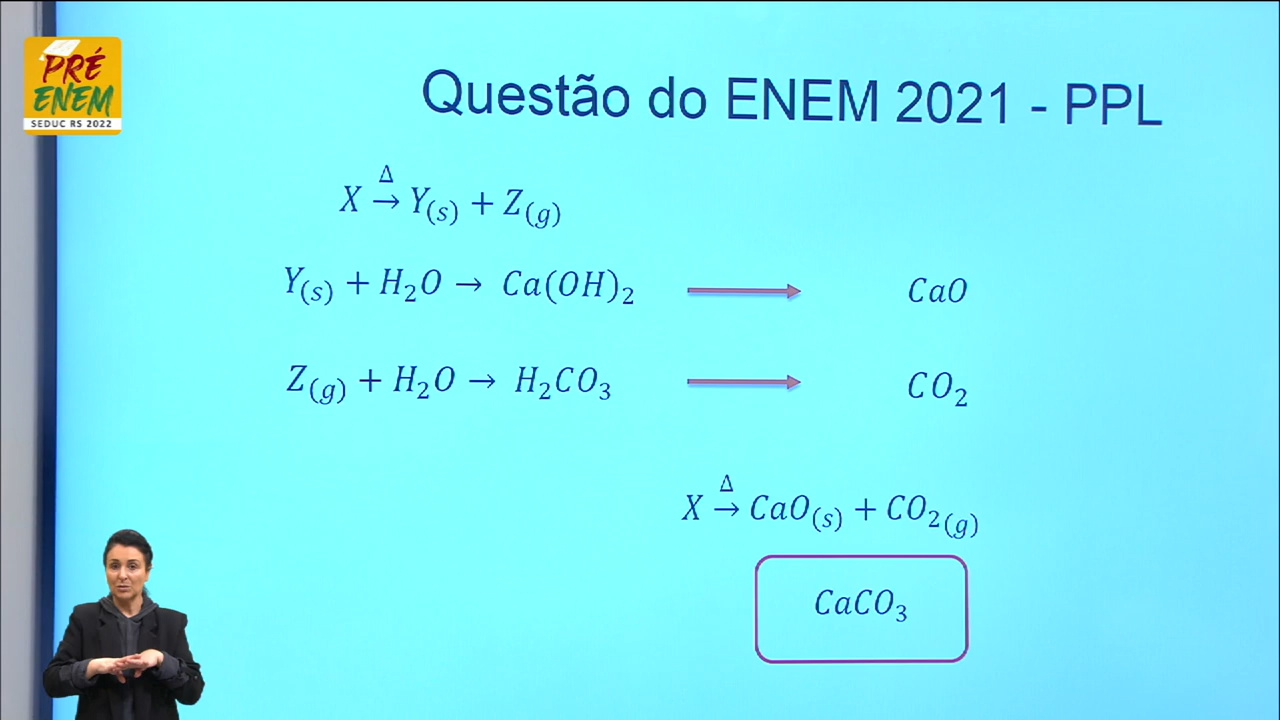 PRÉ
ENEM
SEDUC RS 2022
Questão do ENEM 2021 - PPL
X →^Δ Y₍s₎ + Z₍g₎
Y₍s₎ + H₂O → Ca(OH)₂ → CaO
Z₍g₎ + H₂O → H₂CO₃ → CO₂
X →^Δ CaO₍s₎ + CO₂₍g₎
CaCO₃